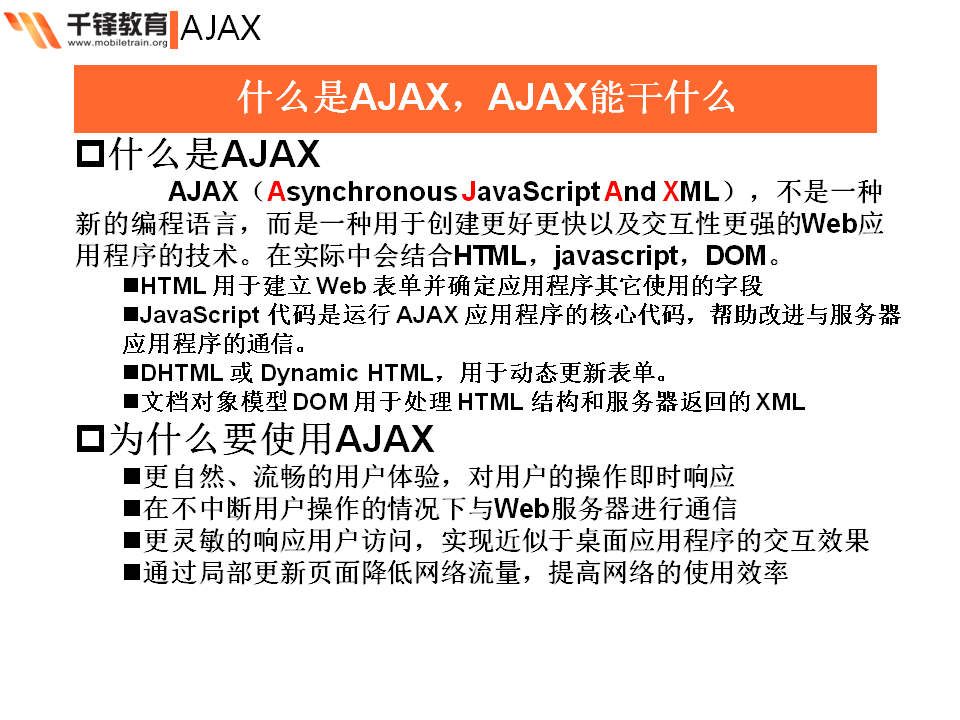 千锋教育
www.mobiletrain.org
AJAX
什么是AJAX，AJAX能干什么
什么是AJAX
AJAX（Asynchronous JavaScript And XML），不是一种
新的编程语言，而是一种用于创建更好更快以及交互性更强的Web应
用程序的技术。在实际中会结合HTML，javascript，DOM。
HTML 用于建立 Web 表单并确定应用程序其它使用的字段
JavaScript 代码是运行 AJAX 应用程序的核心代码，帮助改进与服务器
应用程序的通信。
DHTML 或 Dynamic HTML，用于动态更新表单。
文档对象模型 DOM 用于处理 HTML 结构和服务器返回的 XML
为什么要使用AJAX
更自然、流畅的用户体验，对用户的操作即时响应
在不中断用户操作的情况下与Web服务器进行通信
更灵敏的响应用户访问，实现近似于桌面应用程序的交互效果
通过局部更新页面降低网络流量，提高网络的使用效率